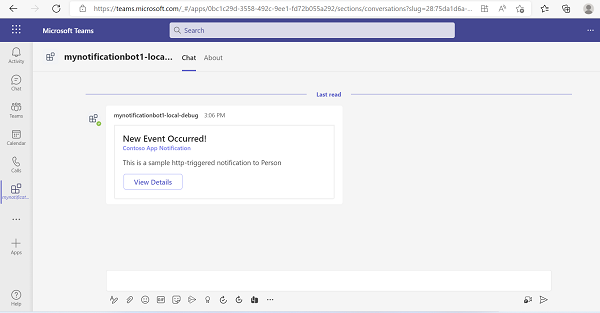 https://teams.microsoft.com/_#/apps/0bc1c29d-3558-492c-9ee1-fd72b055a292/sections/conversations?slug=28:75da1d6a-...
Microsoft Teams
Search
Activity
Chat
Teams
Calendar
Calls
mynotificat...
Apps
Help
mynotificationbot1-loca...
Chat
About
Last read
mynotificationbot1-local-debug 3:06 PM
New Event Occurred!
Contoso App Notification
This is a sample http-triggered notification to Person
View Details